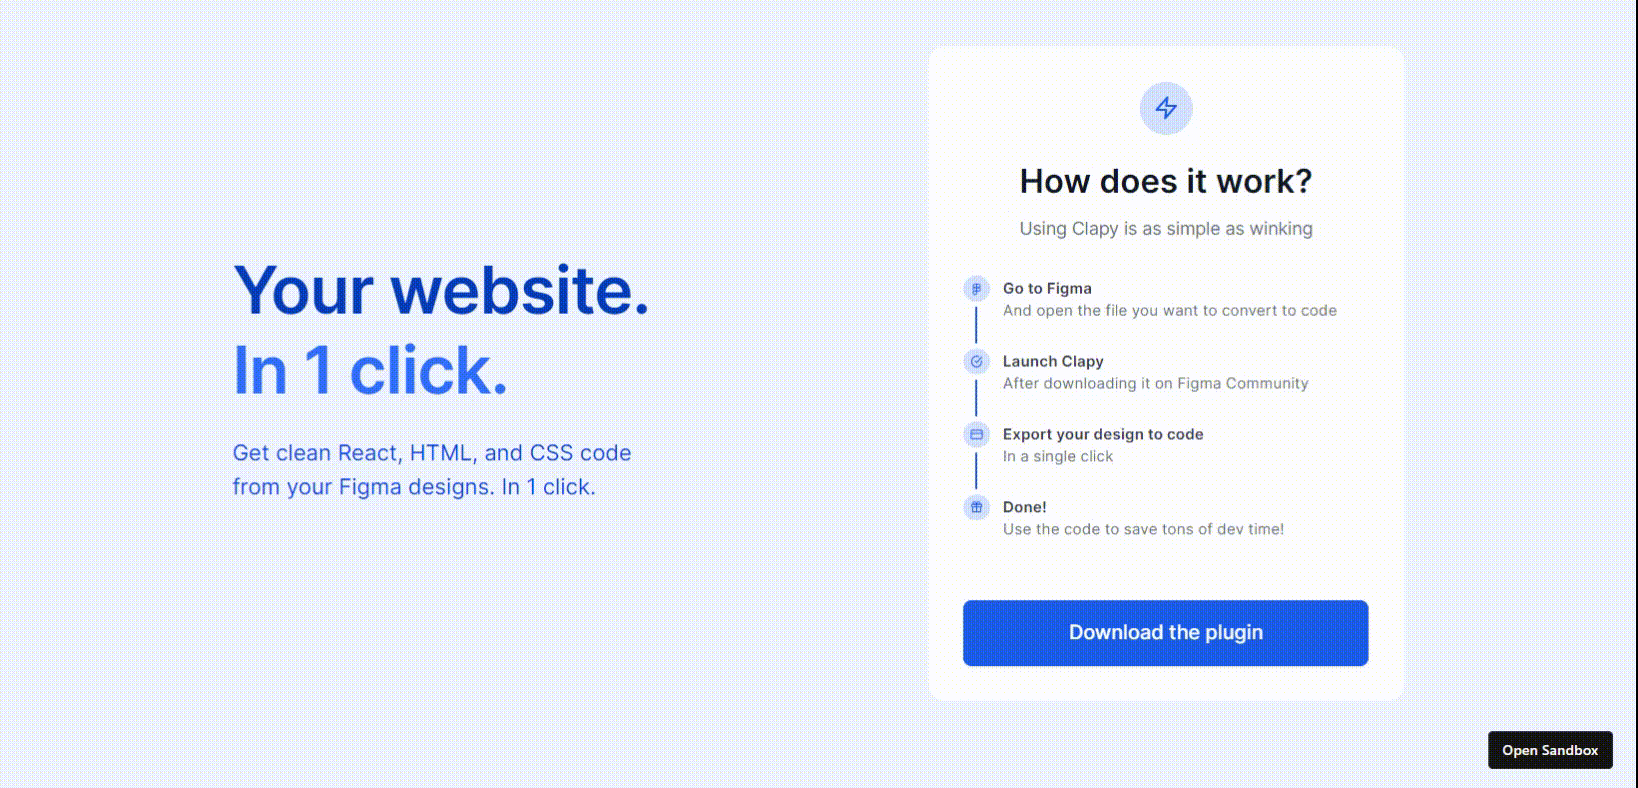 Your website.
In 1 click.
Get clean React, HTML, and CSS code
from your Figma designs. In 1 click.
How does it work?
Using Clapy is as simple as winking
Go to Figma
And open the file you want to convert to code
Launch Clapy
After downloading it on Figma Community
Export your design to code
In a single click
Done!
Use the code to save tons of dev time!
Download the plugin
Open Sandbox